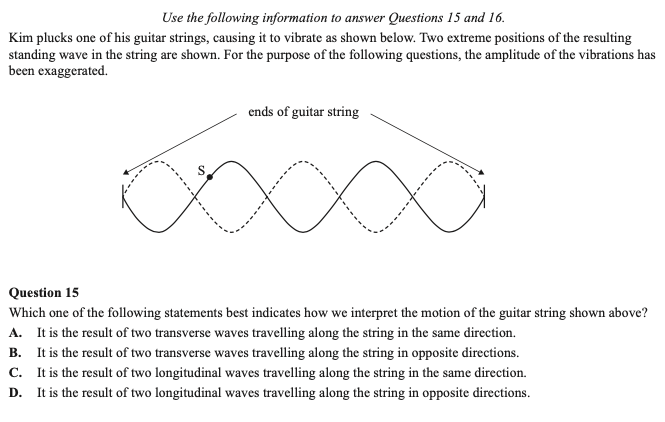 Use the following information to answer Questions 15 and 16.
Kim plucks one of his guitar strings, causing it to vibrate as shown below. Two extreme positions of the resulting
standing wave in the string are shown. For the purpose of the following questions, the amplitude of the vibrations has
been exaggerated.
ends of guitar string
S
Question 15
Which one of the following statements best indicates how we interpret the motion of the guitar string shown above?
A. It is the result of two transverse waves travelling along the string in the same direction.
B. It is the result of two transverse waves travelling along the string in opposite directions.
C. It is the result of two longitudinal waves travelling along the string in the same direction.
D. It is the result of two longitudinal waves travelling along the string in opposite directions.